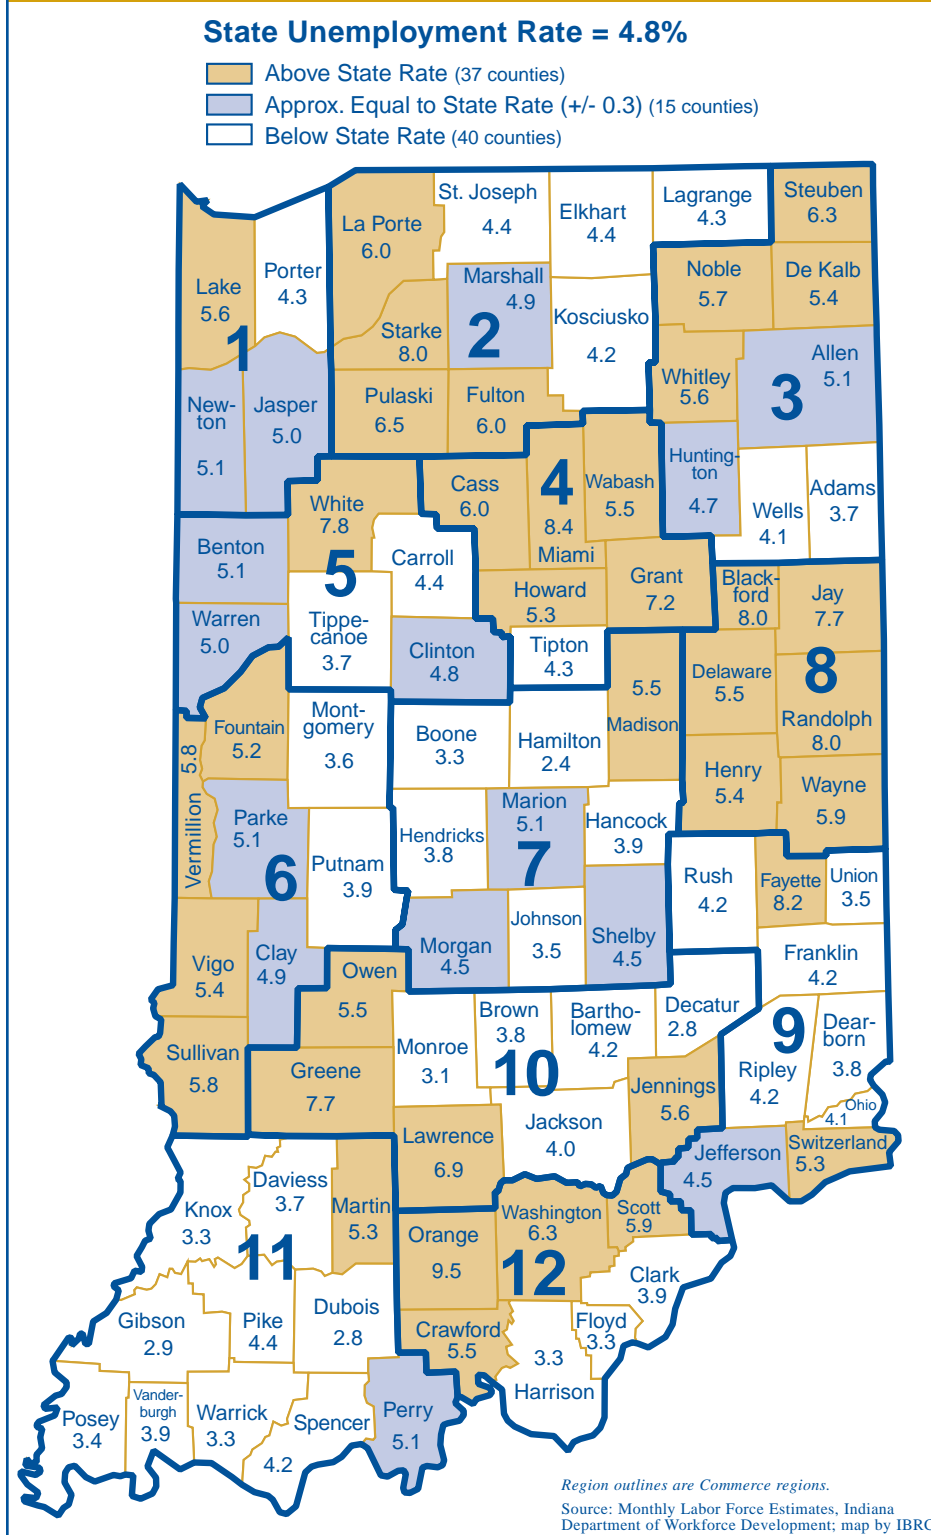 State Unemployment Rate = 4.8%
Above State Rate (37 counties)
Approx. Equal to State Rate (+/- 0.3) (15 counties)
Below State Rate (40 counties)
St. Joseph
4.4
Elkhart
4.4
Lagrange
4.3
Steuben
6.3
La Porte
6.0
Lake
5.6
Porter
4.3
1
Marshall
4.9
2
Starke
8.0
Kosciusko
4.2
Noble
5.7
De Kalb
5.4
Whitley
5.6
Allen
5.1
3
New-
ton
5.1
Jasper
5.0
Pulaski
6.5
Fulton
6.0
Hunting-
ton
4.7
Wells
4.1
Adams
3.7
White
7.8
Cass
6.0
4
8.4
Miami
Wabash
5.5
Benton
5.1
5
Carroll
4.4
Howard
5.3
Grant
7.2
Black-
ford
8.0
Jay
7.7
Warren
5.0
Tippe-
canoe
3.7
Clinton
4.8
Tipton
4.3
5.5
Madison
Delaware
5.5
8
Randolph
8.0
Fountain
5.2
Mont-
gomery
3.6
Boone
3.3
Hamilton
2.4
Henry
5.4
Wayne
5.9
Vermillion
5.8
Parke
5.1
6
Putnam
3.9
Hendricks
3.8
Marion
5.1
7
Hancock
3.9
Rush
4.2
Fayette
8.2
Union
3.5
Vigo
5.4
Clay
4.9
Owen
5.5
Morgan
4.5
Johnson
3.5
Shelby
4.5
Franklin
4.2
Sullivan
5.8
Greene
7.7
Monroe
3.1
Brown
3.8
10
Bartho-
lomew
4.2
Decatur
2.8
9
Ripley
4.2
Dear-
born
3.8
Ohio
4.1
Jennings
5.6
Jackson
4.0
Lawrence
6.9
Jefferson
4.5
Switzerland
5.3
Knox
3.3
Daviess
3.7
Martin
5.3
11
Orange
9.5
Washington
6.3
12
Scott
5.9
Clark
3.9
Gibson
2.9
Pike
4.4
Dubois
2.8
Crawford
5.5
Floyd
3.3
3.3
Harrison
Posey
3.4
Vander-
burgh
3.9
Warrick
3.3
Spencer
4.2
Perry
5.1
Region outlines are Commerce regions.
Source: Monthly Labor Force Estimates, Indiana
Department of Workforce Development; map by IBRC